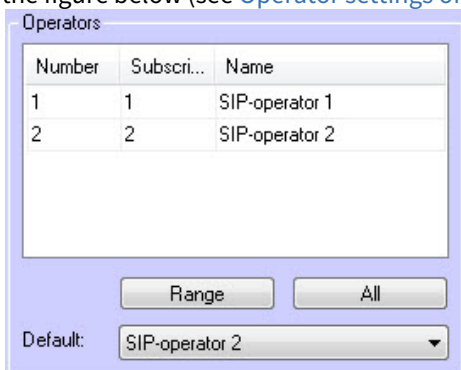 the figure below (see Operator settings of
Operators
Number Subscri... Name
1 1 SIP-operator 1
2 2 SIP-operator 2
Range All
Default: SIP-operator 2